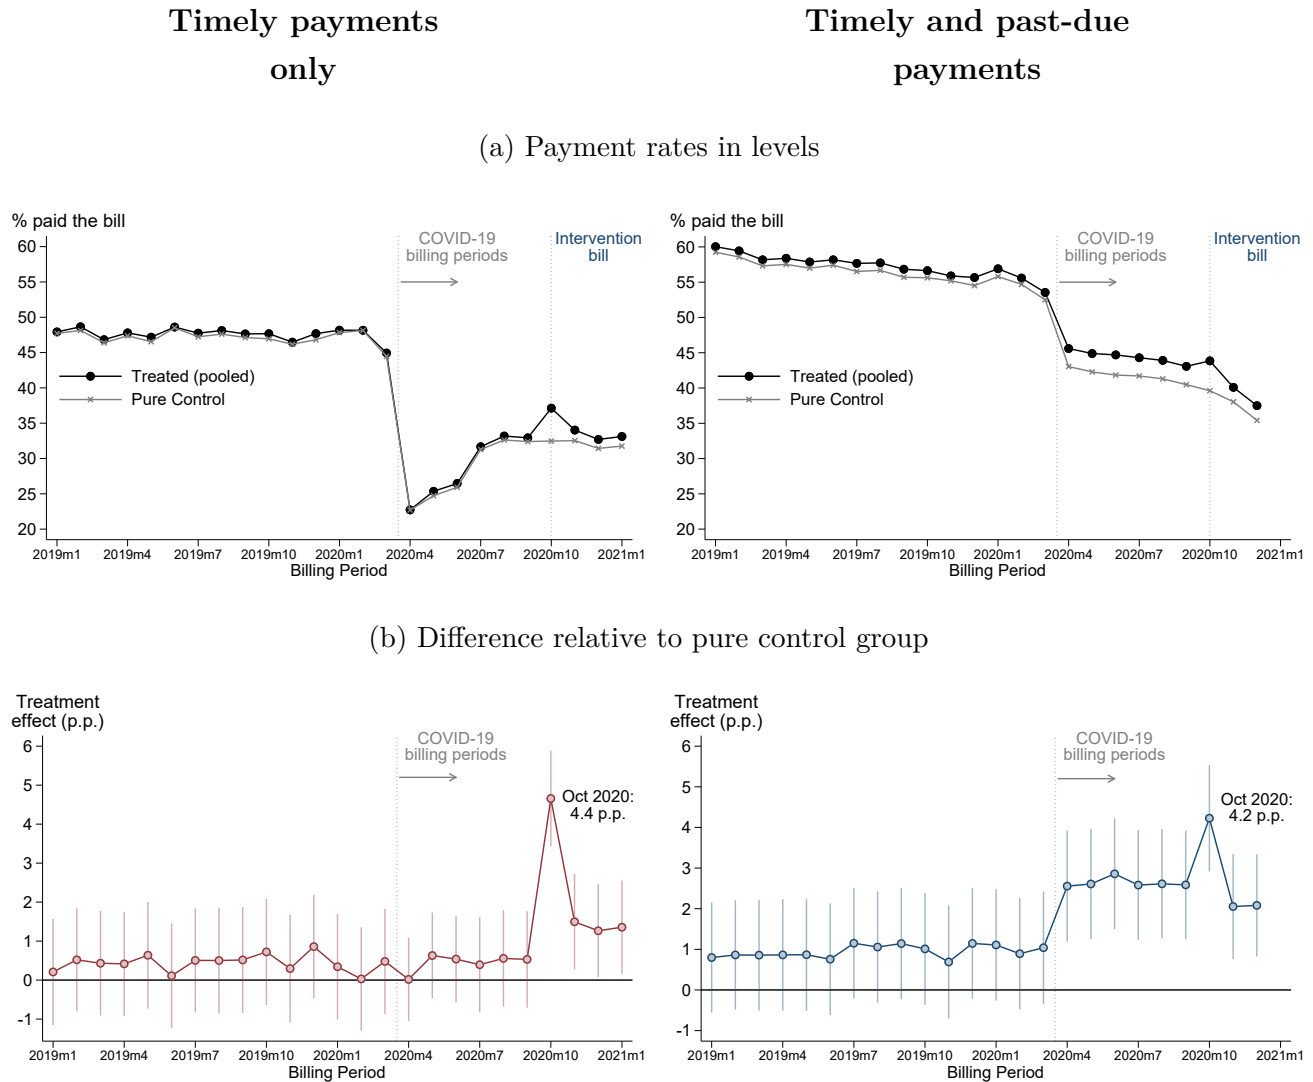 Timely payments
only
Timely and past-due
payments
(a) Payment rates in levels
% paid the bill
60
55
50
45
40
35
30
25
20
COVID-19
billing periods
Intervention
bill
Treated (pooled)
Pure Control
2019m1 2019m4 2019m7 2019m10 2020m1 2020m4 2020m7 2020m10 2021m1
Billing Period
% paid the bill
60
55
50
45
40
35
30
25
20
COVID-19
billing periods
Intervention
bill
Treated (pooled)
Pure Control
2019m1 2019m4 2019m7 2019m10 2020m1 2020m4 2020m7 2020m10 2021m1
Billing Period
(b) Difference relative to pure control group
Treatment
effect (p.p.)
6
5
4
3
2
1
0
-1
COVID-19
billing periods
Oct 2020:
4.4 p.p.
2019m1 2019m4 2019m7 2019m10 2020m1 2020m4 2020m7 2020m10 2021m1
Billing Period
Treatment
effect (p.p.)
6
5
4
3
2
1
0
-1
COVID-19
billing periods
Oct 2020:
4.2 p.p.
2019m1 2019m4 2019m7 2019m10 2020m1 2020m4 2020m7 2020m10 2021m1
Billing Period